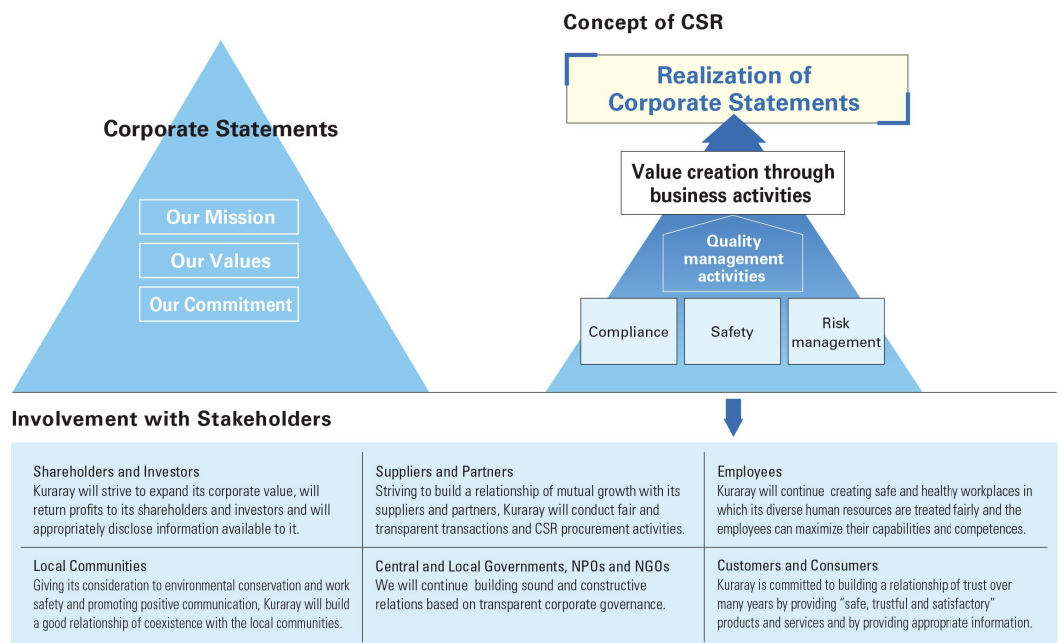 Concept of CSR
Corporate Statements
Our Mission
Our Values
Our Commitment
Realization of
Corporate Statements
Value creation through
business activities
Quality
management
activities
Compliance
Safety
Risk
management
Involvement with Stakeholders
Shareholders and Investors
Kuraray will strive to expand its corporate value, will
return profits to its shareholders and investors and will
appropriately disclose information available to it.
Suppliers and Partners
Striving to build a relationship of mutual growth with its
suppliers and partners, Kuraray will conduct fair and
transparent transactions and CSR procurement activities.
Employees
Kuraray will continue creating safe and healthy workplaces in
which its diverse human resources are treated fairly and the
employees can maximize their capabilities and competences.
Local Communities
Giving its consideration to environmental conservation and work
safety and promoting positive communication, Kuraray will build
a good relationship of coexistence with the local communities.
Central and Local Governments, NPOs and NGOs
We will continue building sound and constructive
relations based on transparent corporate governance.
Customers and Consumers
Kuraray is committed to building a relationship of trust over
many years by providing "safe, trustful and satisfactory"
products and services and by providing appropriate information.